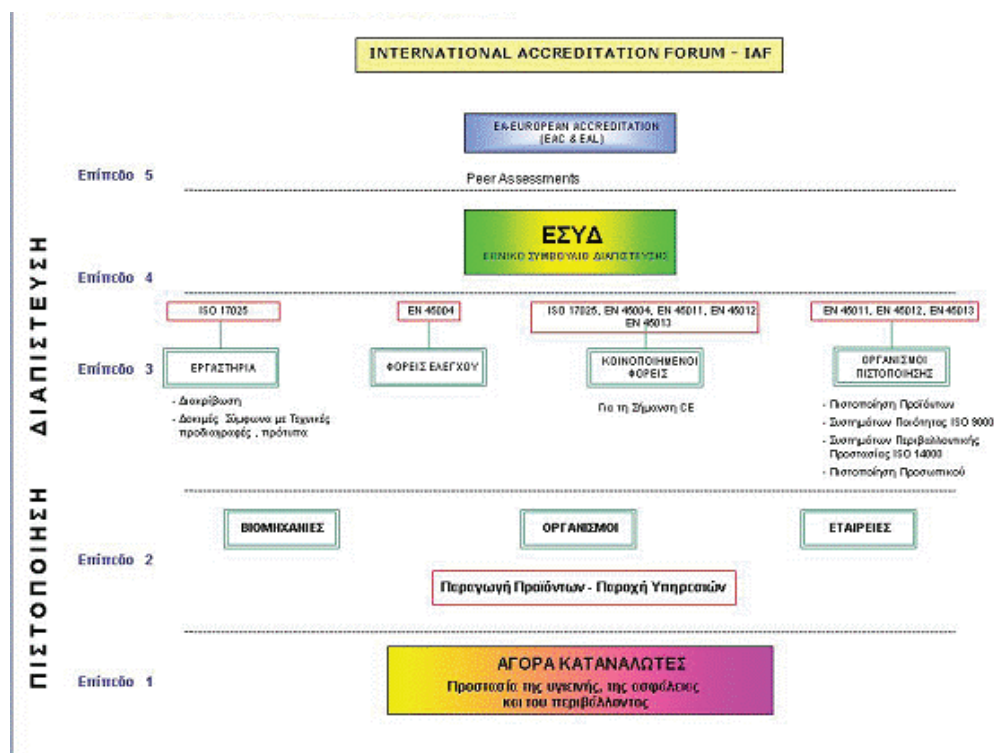 INTERNATIONAL ACCREDITATION FORUM - IAF
EA-EUROPEAN ACCREDITATION
(EAC & EAL)
Επίπεδο 5
Peer Assessments
ΕΣΥΔ
ΕΘΝΙΚΟ ΣΥΜΒΟΥΛΙΟ ΔΙΑΠΙΣΤΕΥΣΗΣ
Επίπεδο 4
ΔΙΑΠΙΣΤΕΥΣΗ
ISO 17025
EN 45004
ISO 17025, EN 45004, EN 45011, EN 45012
EN 45013
EN 45011, EN 45012, EN 45013
Επίπεδο 3
ΕΡΓΑΣΤΗΡΙΑ
ΦΟΡΕΙΣ ΕΛΕΓΧΟΥ
ΚΟΙΝΟΠΟΙΗΜΕΝΟΙ
ΦΟΡΕΙΣ
ΟΡΓΑΝΙΣΜΟΙ
ΠΙΣΤΟΠΟΙΗΣΗΣ
- Διακρίβωση
- Δοκιμές Σύμφωνα με Τεχνικές
προδιαγραφές , πρότυπα
Για τη Σήμανση CE
- Πιστοποίηση Προϊόντων
- Συστημάτων Ποιότητας ISO 9000
- Συστημάτων Περιβαλλοντικής
Προστασίας ISO 14000
- Πιστοποίηση Προσωπικού
ΠΙΣΤΟΠΟΙΗΣΗ
ΒΙΟΜΗΧΑΝΙΕΣ
ΟΡΓΑΝΙΣΜΟΙ
ΕΤΑΙΡΕΙΕΣ
Επίπεδο 2
Παραγωγή Προϊόντων - Παροχή Υπηρεσιών
Επίπεδο 1
ΑΓΟΡΑ ΚΑΤΑΝΑΛΩΤΕΣ
Προστασία της υγιεινής, της ασφάλειας
και του περιβάλλοντος